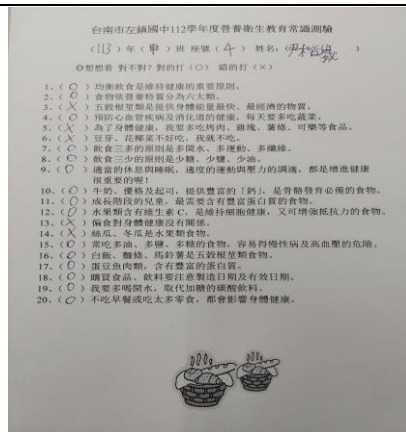 台南市左鎮國中112學年度營養衛生教育常識測驗
(113)年(甲)班 座號(4) 姓名:
◎想想看 對不對?對的打(○) 錯的打(×)
1、(○)均衡飲食是維持健康的重要原則。
2、(○)食物依營養特質分為六大類。
3、(×)五穀根莖類是提供身體能量最快、最經濟的物質。
4、(○)預防心血管疾病及消化道的健康,每天要多吃蔬菜。
5、(×)為了身體健康,我要多吃烤肉、雞塊、薯條、可樂等食品。
6、(×)豆芽、花椰菜不好吃,我就不吃。
7、(○)飲食三多的原則是多開水、多運動、多纖維。
8、(○)飲食三少的原則是少糖、少鹽、少油。
9、(○)適當的休息與睡眠,適度的運動與壓力的調適,都是增進健康
很重要的喔!
10、(○)牛奶、優格及起司,提供豐富的「鈣」,是骨骼發育必備的食物。
11、(○)成長階段的兒童,最需要含有豐富蛋白質的食物。
12、(○)水果類含有維生素C,是維持細胞健康,又可增強抵抗力的食物。
13、(×)偏食對身體健康沒有關係。
14、(×)絲瓜、冬瓜是水果類食物。
15、(○)常吃多油、多鹽、多糖的食物,容易得慢性病及高血壓的危險。
16、(○)白飯、麵條、馬鈴薯是五穀根莖類食物。
17、(○)蛋豆魚肉類,含有豐富的蛋白質。
18、(○)購買食品、飲料要注意製造日期及有效日期。
19、(○)我要多喝開水,取代加糖的碳酸飲料。
20、(○)不吃早餐或吃太多零食,都會影響身體健康。